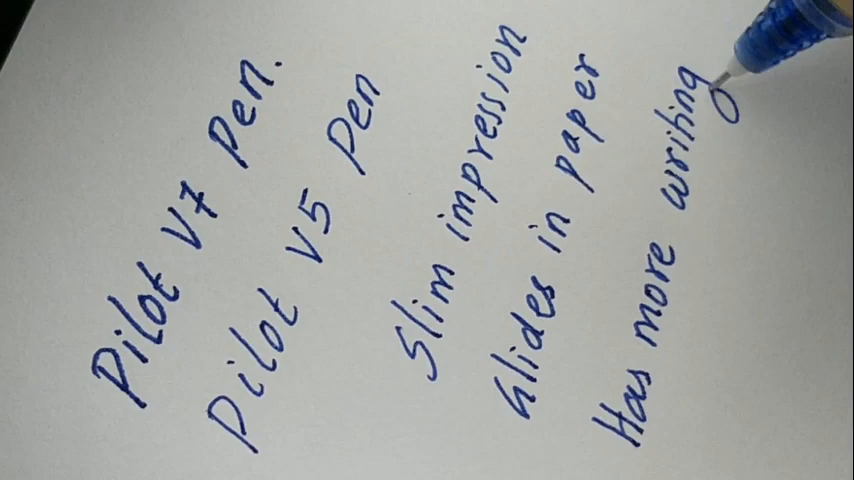 Pilot V7 Pen.
Pilot V5 Pen
Slim impression
Glides in paper
Has more writing